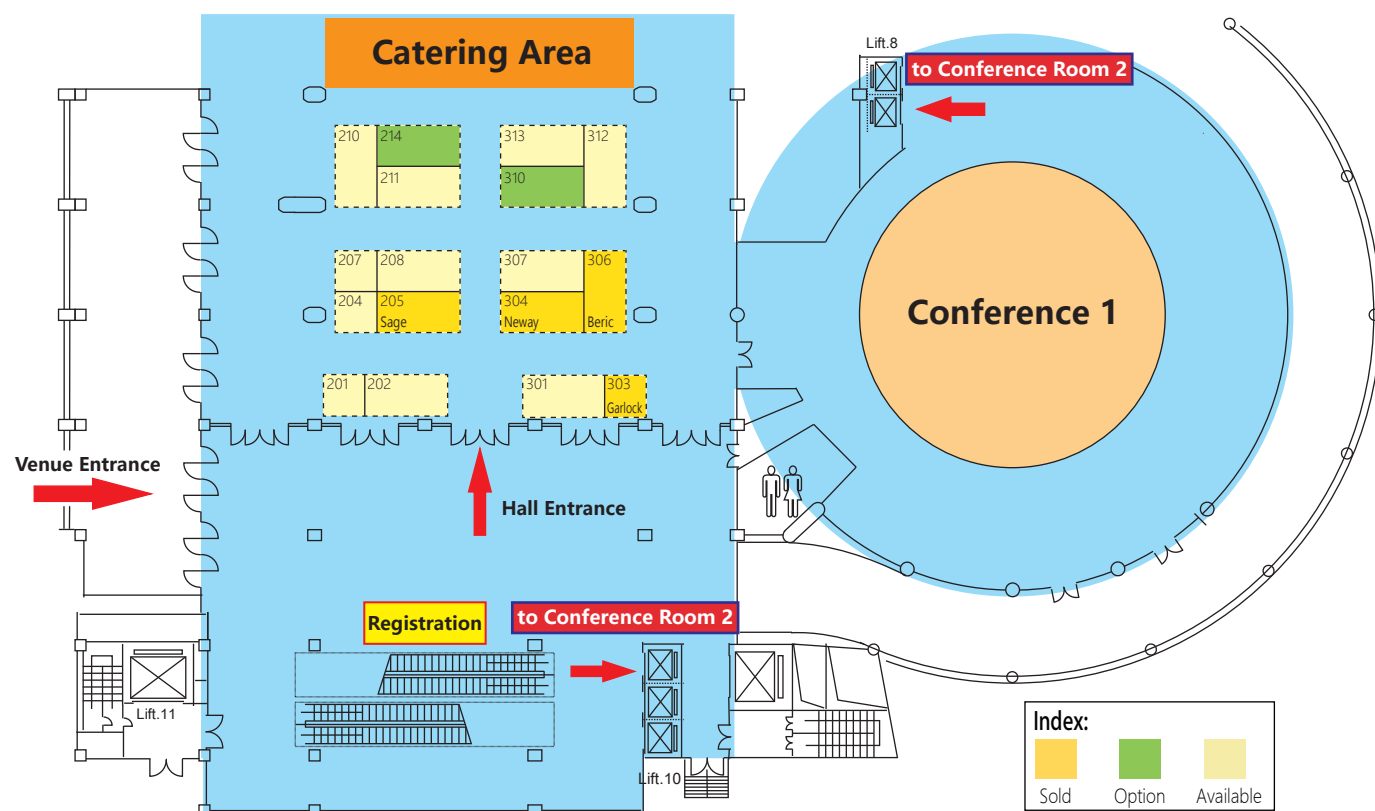 Catering Area
Lift.8
to Conference Room 2
210
214
313
312
211
310
207
208
307
306
204
205
304
Sage
Neway
Beric
Conference 1
201
202
301
303
Garlock
Venue Entrance
Hall Entrance
Registration
to Conference Room 2
Lift.11
Lift.10
Index:
Sold
Option
Available